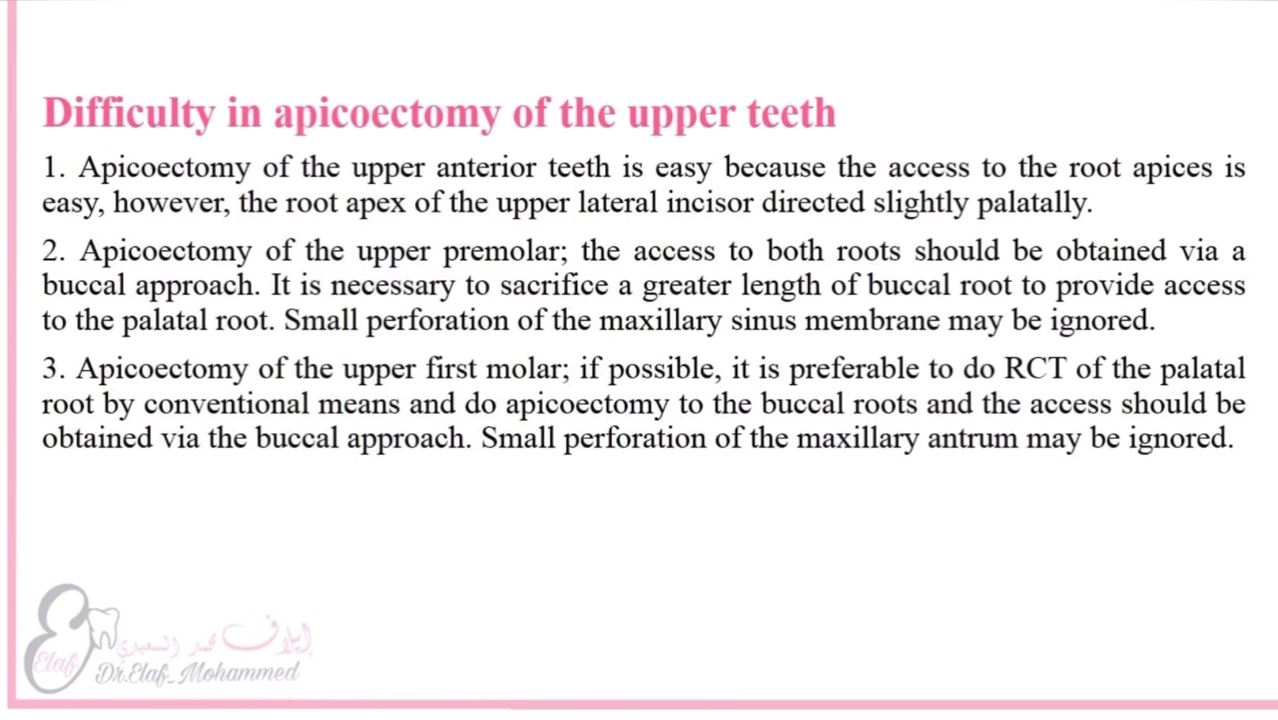 Difficulty in apicoectomy of the upper teeth
1. Apicoectomy of the upper anterior teeth is easy because the access to the root apices is
easy, however, the root apex of the upper lateral incisor directed slightly palatally.
2. Apicoectomy of the upper premolar; the access to both roots should be obtained via a
buccal approach. It is necessary to sacrifice a greater length of buccal root to provide access
to the palatal root. Small perforation of the maxillary sinus membrane may be ignored.
3. Apicoectomy of the upper first molar; if possible, it is preferable to do RCT of the palatal
root by conventional means and do apicoectomy to the buccal roots and the access should be
obtained via the buccal approach. Small perforation of the maxillary antrum may be ignored.
إيلاف محمد السعيدي
Elaf
Dr.Elaf_Mohammed